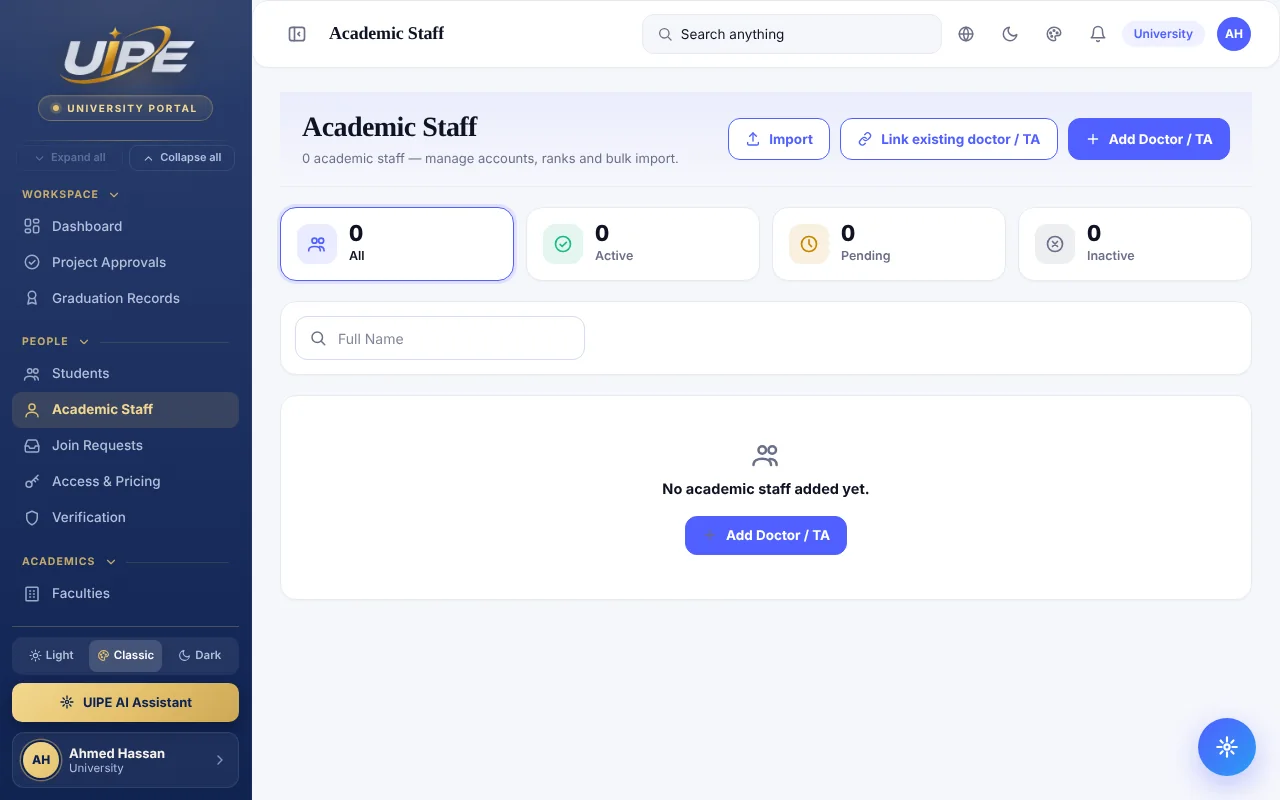 UIPE
UNIVERSITY PORTAL
Expand all
Collapse all
WORKSPACE
Dashboard
Project Approvals
Graduation Records
PEOPLE
Students
Academic Staff
Join Requests
Access & Pricing
Verification
ACADEMICS
Faculties
Light
Classic
Dark
UIPE AI Assistant
AH
Ahmed Hassan
University
Academic Staff
Search anything
University
AH
Academic Staff
0 academic staff — manage accounts, ranks and bulk import.
Import
Link existing doctor / TA
Add Doctor / TA
0
All
0
Active
0
Pending
0
Inactive
Full Name
No academic staff added yet.
Add Doctor / TA